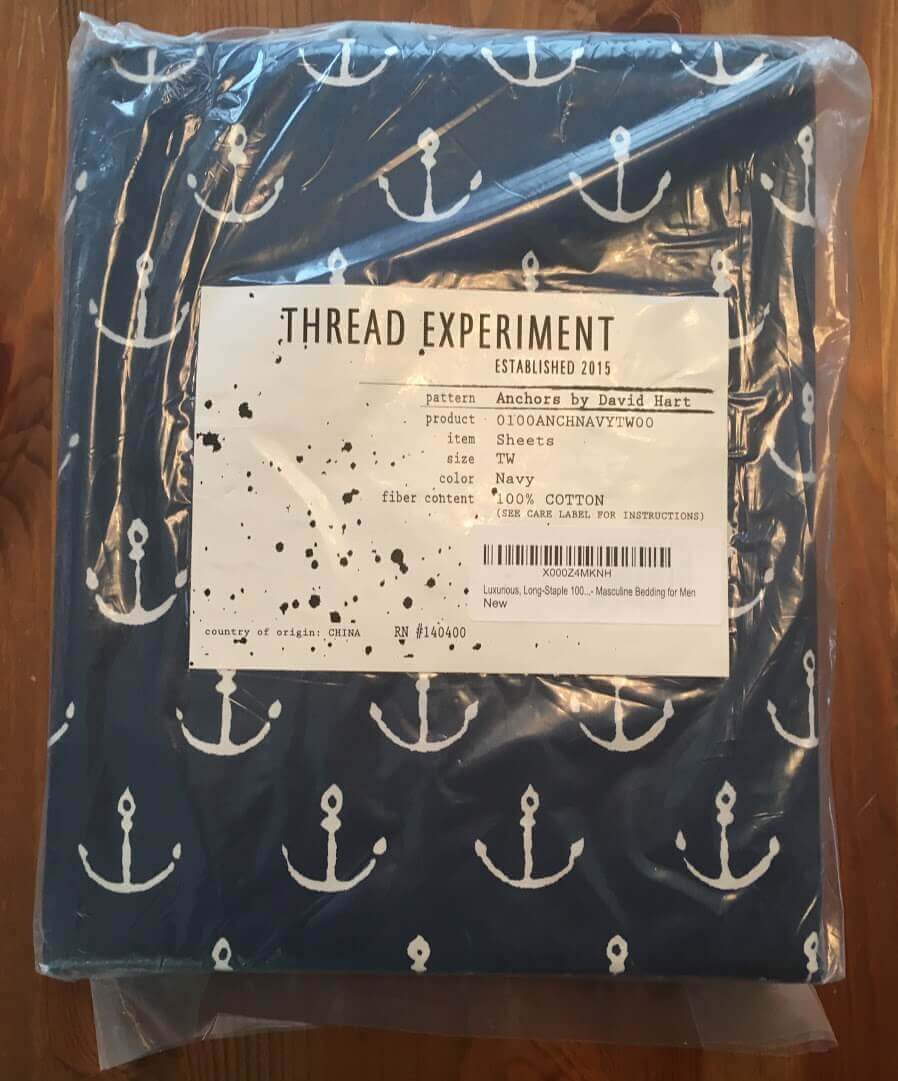 THREAD EXPERIMENT
ESTABLISHED 2015
pattern Anchors by David Hart
product 0100ANCHNAVYTW00
item Sheets
size TW
color Navy
fiber content 100% COTTON
(SEE CARE LABEL FOR INSTRUCTIONS)
X000Z4MKNH
Luxurious, Long-Staple 100...- Masculine Bedding for Men
New
country of origin: CHINA RN #140400